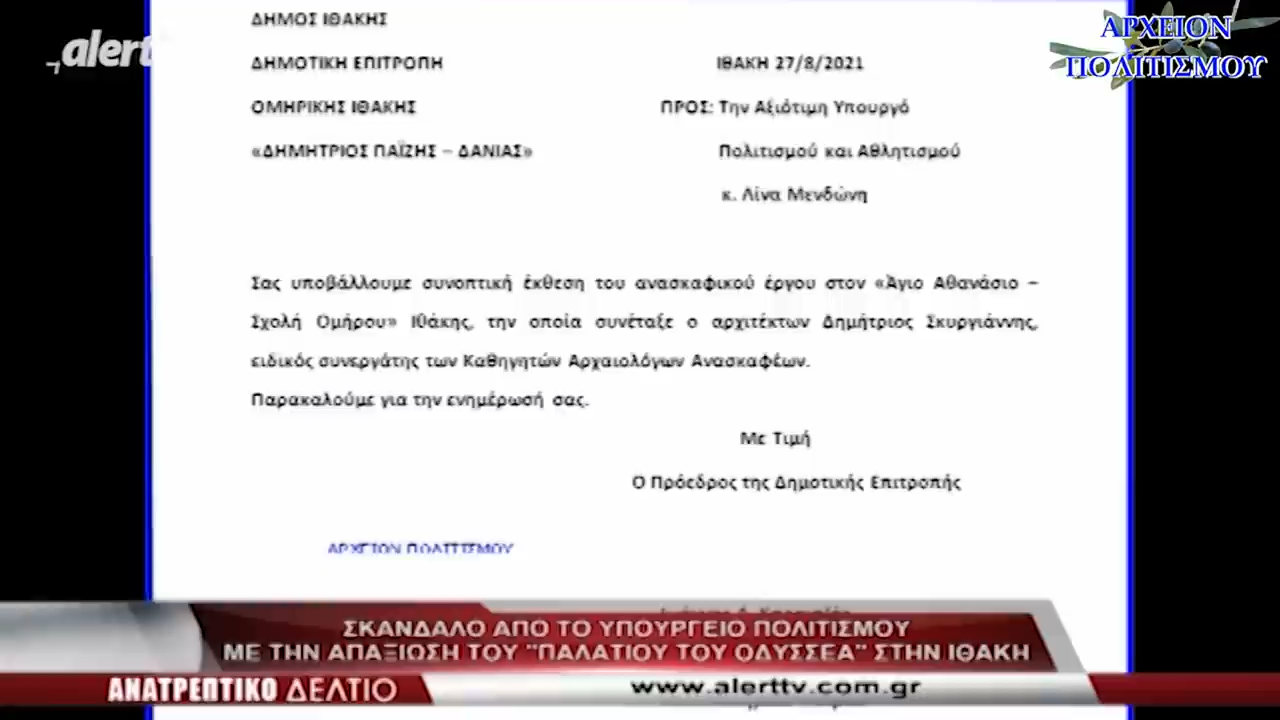 alert
ΑΡΧΕΙΟΝ
ΠΟΛΙΤΙΣΜΟΥ
ΔΗΜΟΣ ΙΘΑΚΗΣ
ΔΗΜΟΤΙΚΗ ΕΠΙΤΡΟΠΗ
ΙΘΑΚΗ 27/8/2021
ΟΜΗΡΙΚΗΣ ΙΘΑΚΗΣ
ΠΡΟΣ: Την Αξιότιμη Υπουργό
«ΔΗΜΗΤΡΙΟΣ ΠΑΪΖΗΣ – ΔΑΝΙΑΣ»
Πολιτισμού και Αθλητισμού
κ. Λίνα Μενδώνη
Σας υποβάλλουμε συνοπτική έκθεση του ανασκαφικού έργου στον «Άγιο Αθανάσιο –
Σχολή Ομήρου» Ιθάκης, την οποία συνέταξε ο αρχιτέκτων Δημήτριος Σκυργιάννης,
ειδικός συνεργάτης των Καθηγητών Αρχαιολόγων Ανασκαφέων.
Παρακαλούμε για την ενημέρωσή σας.
Με Τιμή
Ο Πρόεδρος της Δημοτικής Επιτροπής
ΑΡΧΕΙΟΝ ΠΟΛΙΤΙΣΜΟΥ
ΣΚΑΝΔΑΛΟ ΑΠΟ ΤΟ ΥΠΟΥΡΓΕΙΟ ΠΟΛΙΤΙΣΜΟΥ
ΜΕ ΤΗΝ ΑΠΑΞΙΩΣΗ ΤΟΥ "ΠΑΛΑΤΙΟΥ ΤΟΥ ΟΔΥΣΣΕΑ" ΣΤΗΝ ΙΘΑΚΗ
ΑΝΑΤΡΕΠΤΙΚΟ ΔΕΛΤΙΟ
www.alerttv.com.gr